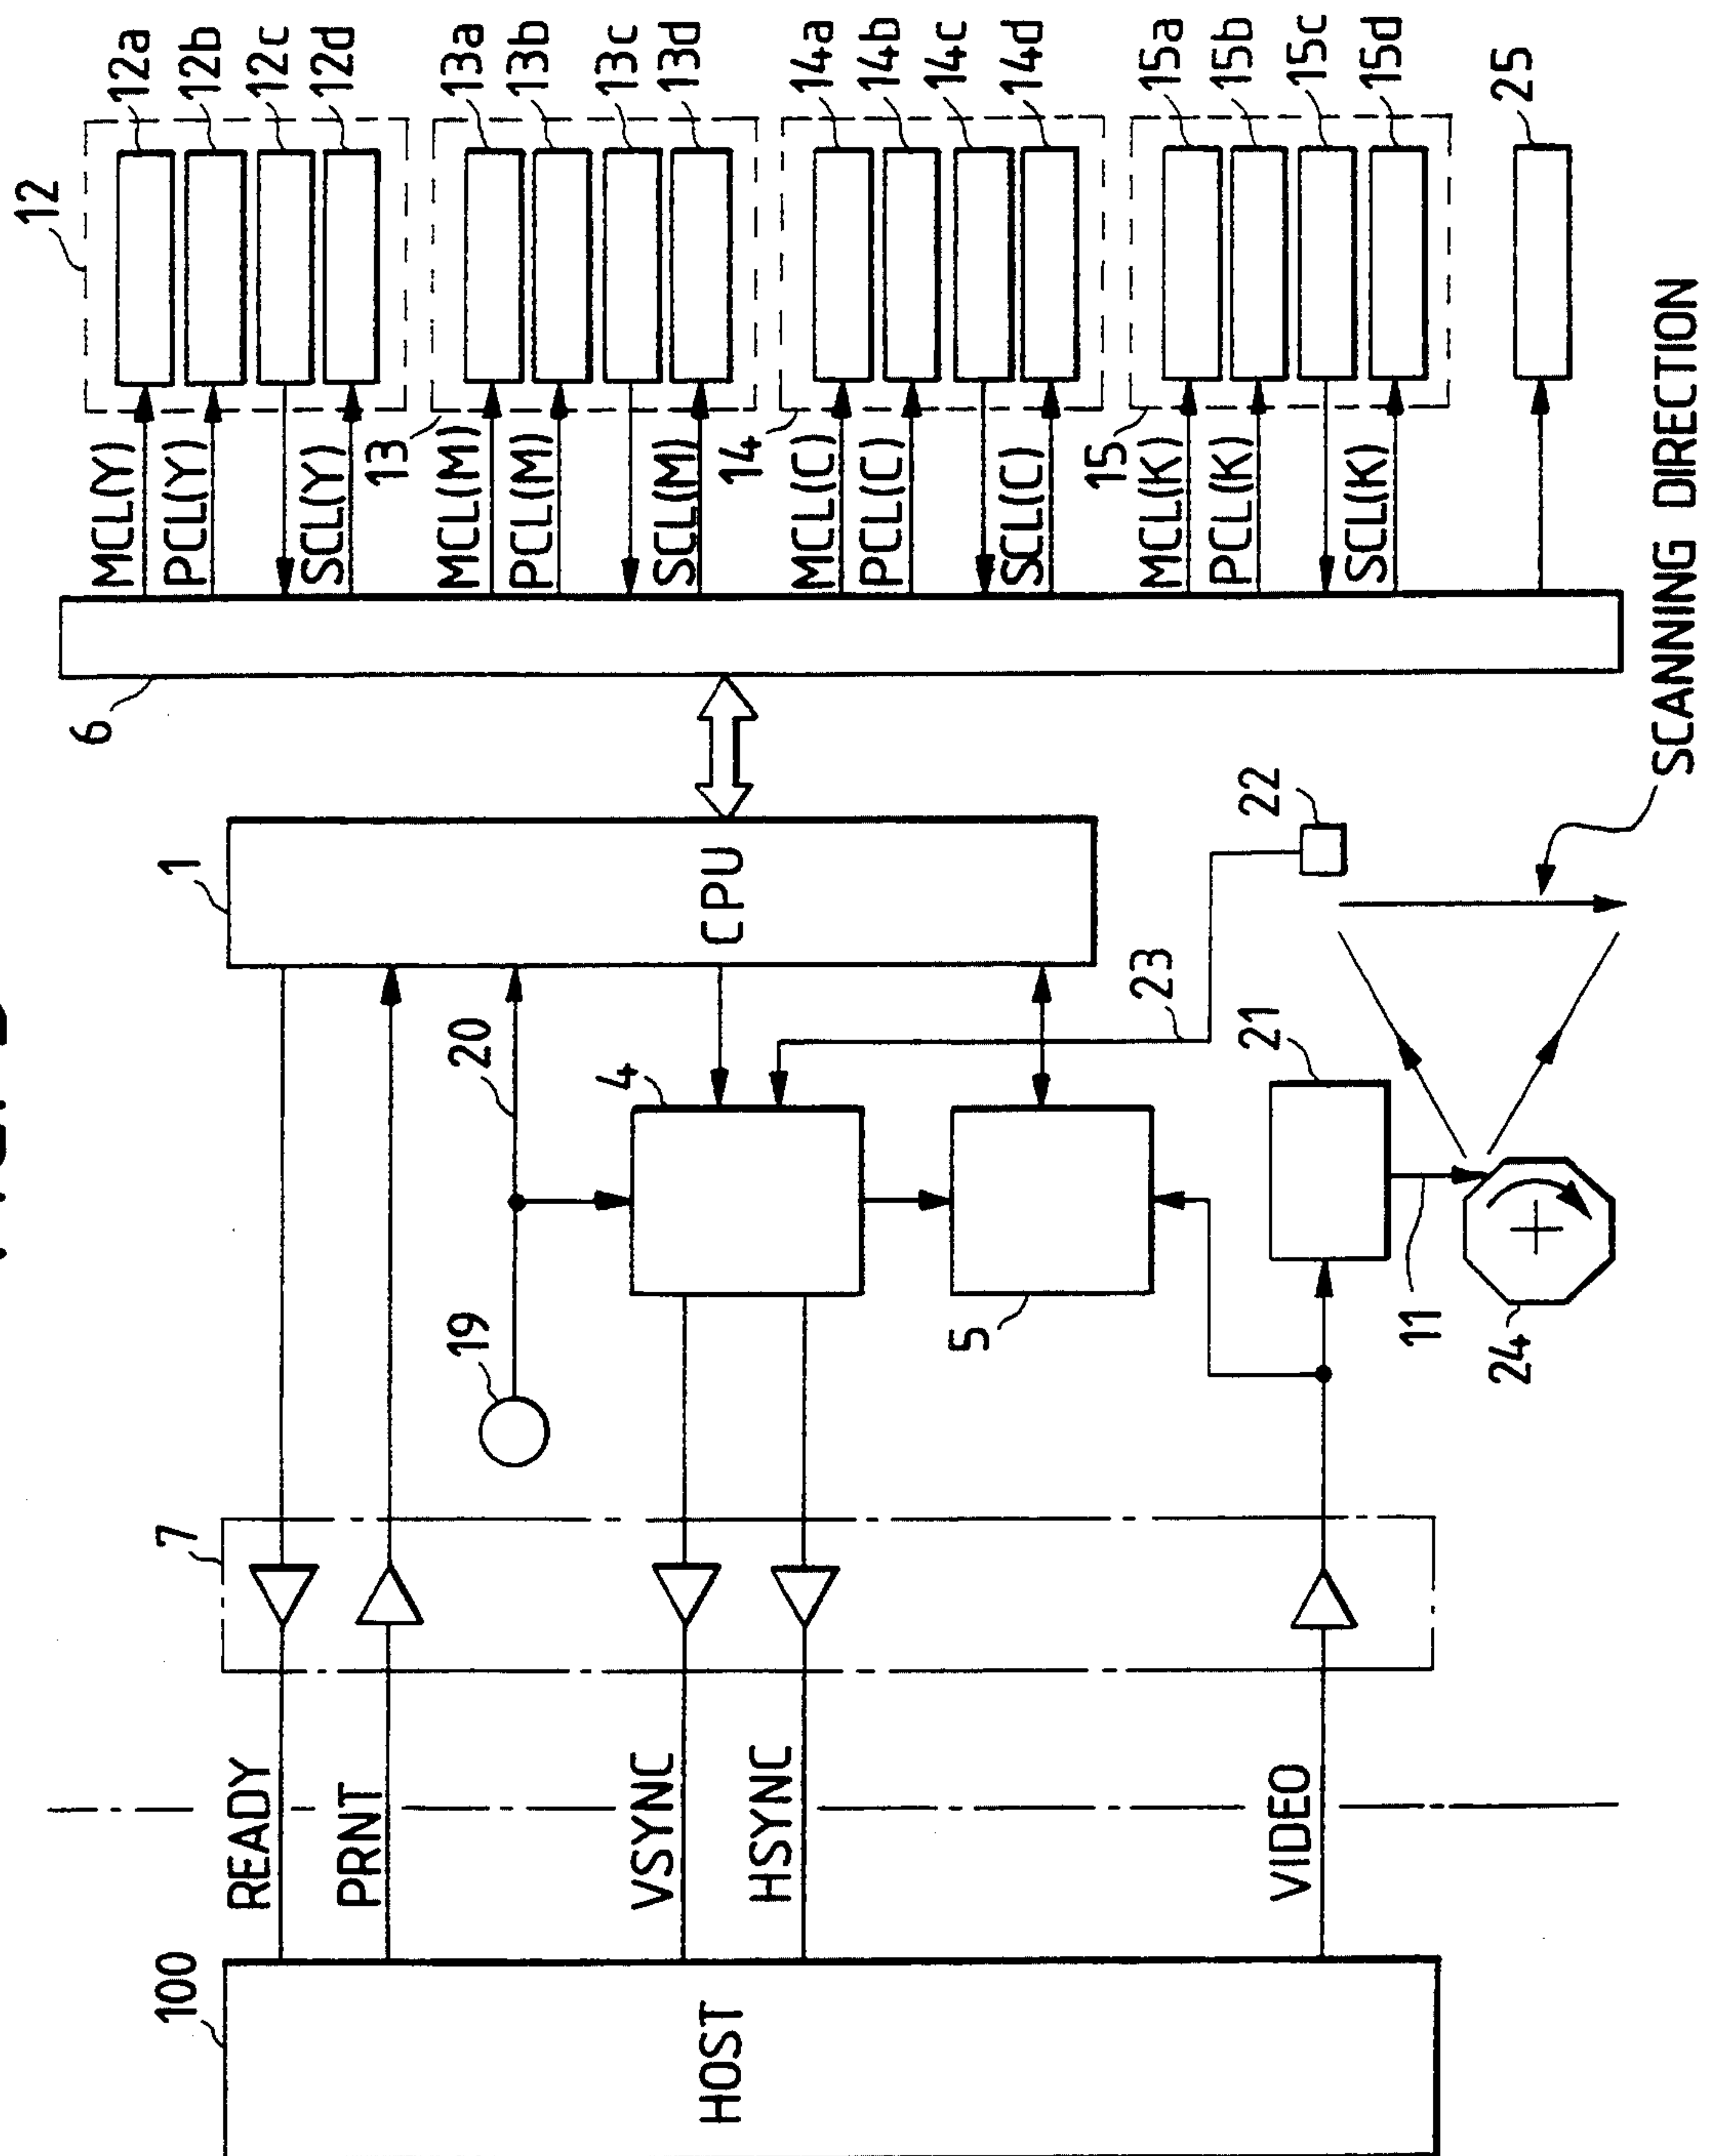 12
12a
12b
12c
12d
MCL(Y)
PCL(Y)
SCL(Y)
13
13a
13b
13c
13d
MCL(M)
PCL(M)
SCL(M)
14
14a
14b
14c
14d
MCL(C)
PCL(C)
SCL(C)
15
15a
15b
15c
15d
MCL(K)
PCL(K)
SCL(K)
25
6
1
CPU
20
4
19
5
23
22
21
11
24
SCANNING DIRECTION
7
READY
PRNT
VSYNC
HSYNC
VIDEO
100
HOST